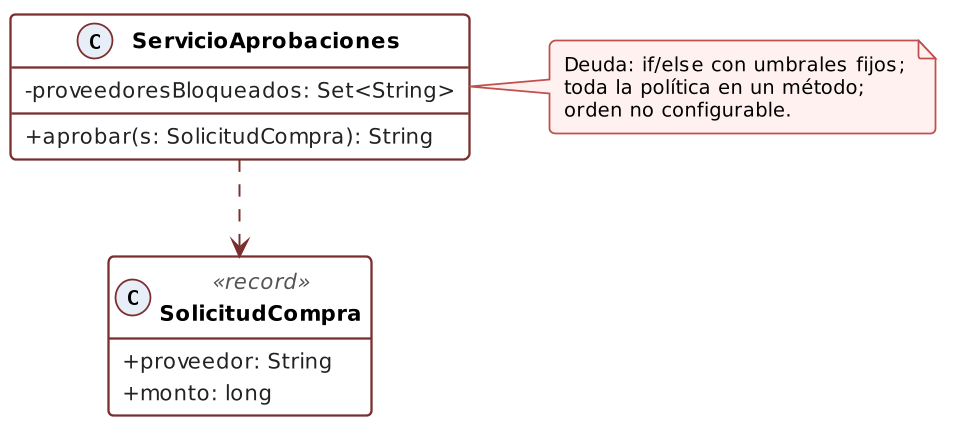 C ServicioAprobaciones
-proveedoresBloqueados: Set<String>
+aprobar(s: SolicitudCompra): String
Deuda: if/else con umbrales fijos;
toda la política en un método;
orden no configurable.
«record»
C SolicitudCompra
+proveedor: String
+monto: long